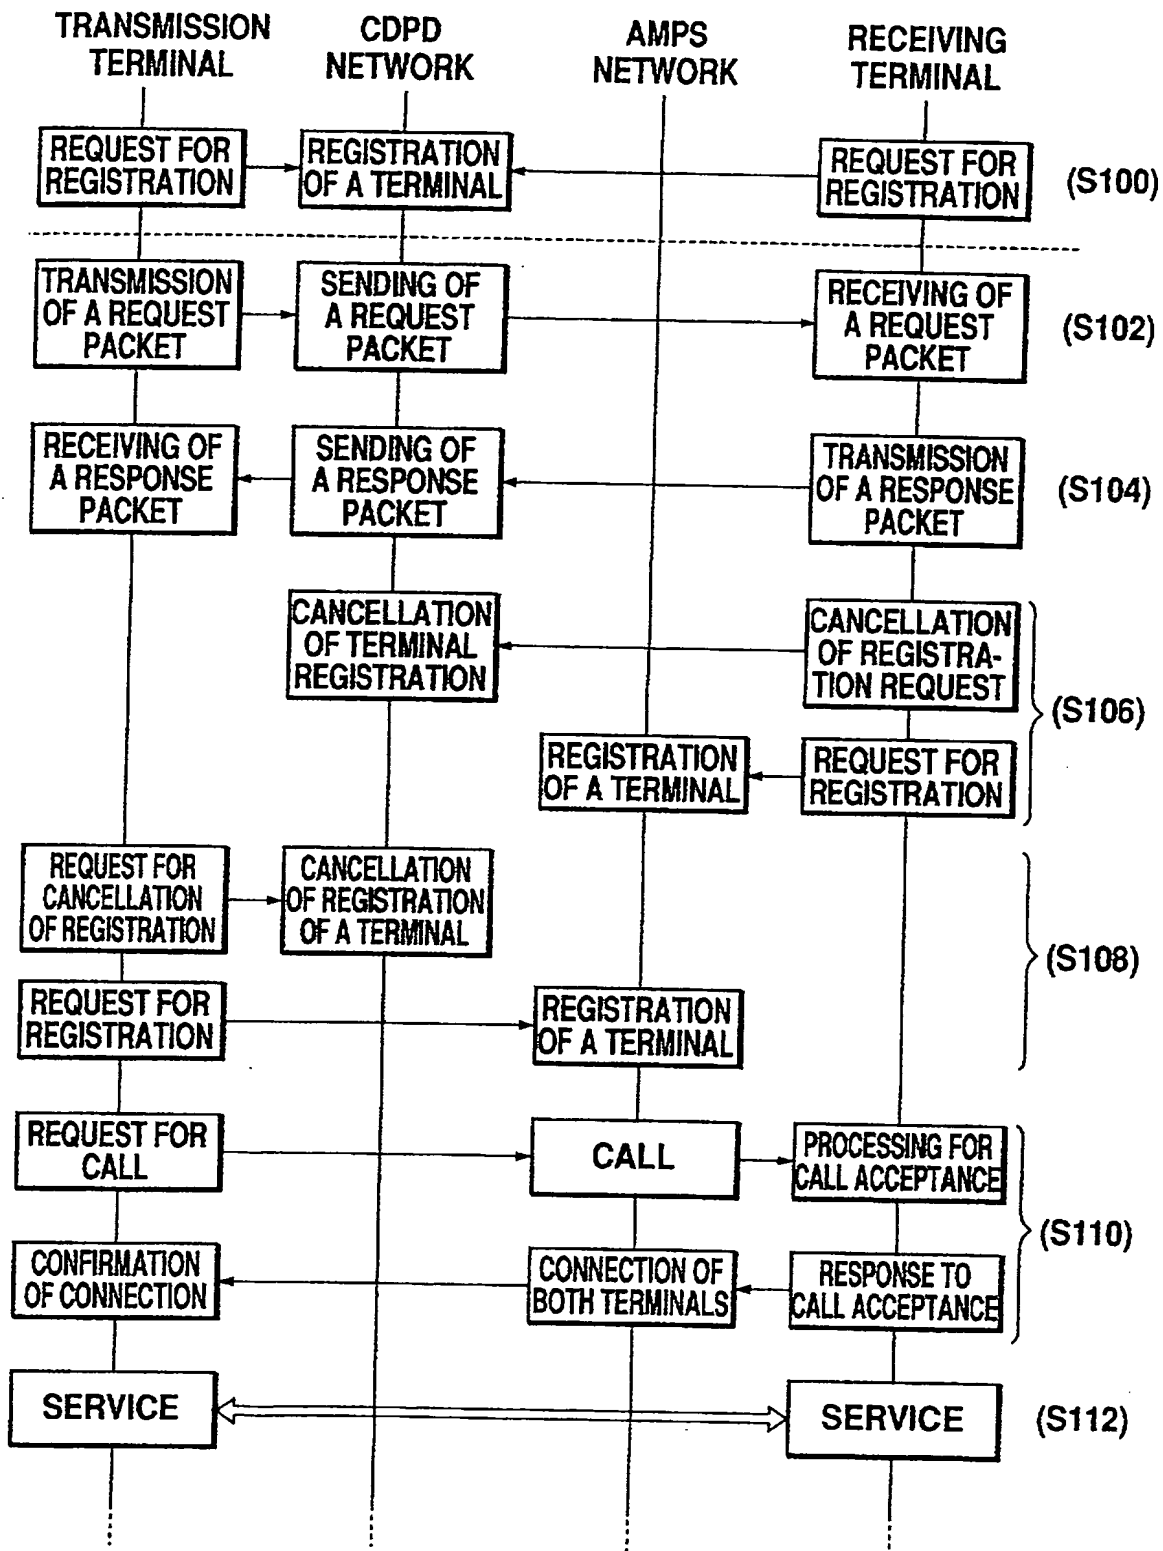 TRANSMISSION
TERMINAL
CDPD
NETWORK
AMPS
NETWORK
RECEIVING
TERMINAL
REQUEST FOR
REGISTRATION
REGISTRATION
OF A TERMINAL
REQUEST FOR
REGISTRATION
(S100)
TRANSMISSION
OF A REQUEST
PACKET
SENDING OF
A REQUEST
PACKET
RECEIVING OF
A REQUEST
PACKET
(S102)
RECEIVING OF
A RESPONSE
PACKET
SENDING OF
A RESPONSE
PACKET
TRANSMISSION
OF A RESPONSE
PACKET
(S104)
CANCELLATION
OF TERMINAL
REGISTRATION
CANCELLATION
OF REGISTRA-
TION REQUEST
(S106)
REGISTRATION
OF A TERMINAL
REQUEST FOR
REGISTRATION
REQUEST FOR
CANCELLATION
OF REGISTRATION
CANCELLATION
OF REGISTRATION
OF A TERMINAL
(S108)
REQUEST FOR
REGISTRATION
REGISTRATION
OF A TERMINAL
REQUEST FOR
CALL
CALL
PROCESSING FOR
CALL ACCEPTANCE
(S110)
CONFIRMATION
OF CONNECTION
CONNECTION OF
BOTH TERMINALS
RESPONSE TO
CALL ACCEPTANCE
SERVICE
SERVICE
(S112)